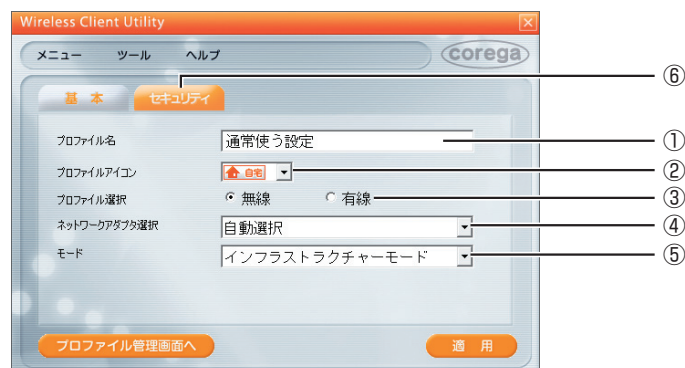 Wireless Client Utility
メニュー ツール ヘルプ corega
基 本 セキュリティ ⑥
プロファイル名 通常使う設定 ①
プロファイルアイコン 自宅 ②
プロファイル選択 無線 有線 ③
ネットワークアダプタ選択 自動選択 ④
モード インフラストラクチャーモード ⑤
プロファイル管理画面へ 適 用